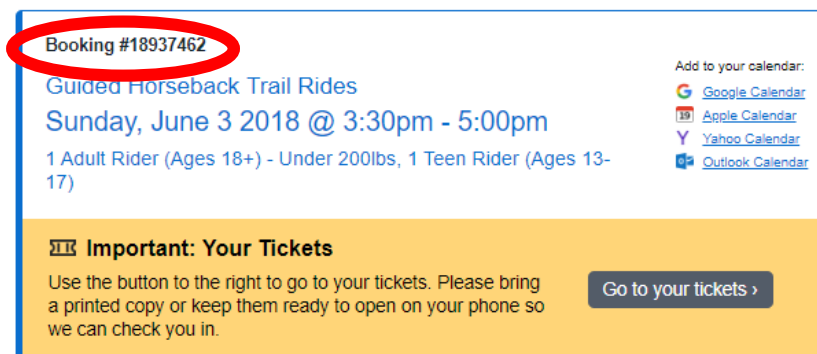 Booking #18937462
Guided Horseback Trail Rides
Sunday, June 3 2018 @ 3:30pm - 5:00pm
1 Adult Rider (Ages 18+) - Under 200lbs, 1 Teen Rider (Ages 13-
17)
Add to your calendar:
Google Calendar
19 Apple Calendar
Yahoo Calendar
Outlook Calendar
Important: Your Tickets
Use the button to the right to go to your tickets. Please bring
a printed copy or keep them ready to open on your phone so
we can check you in.
Go to your tickets ›